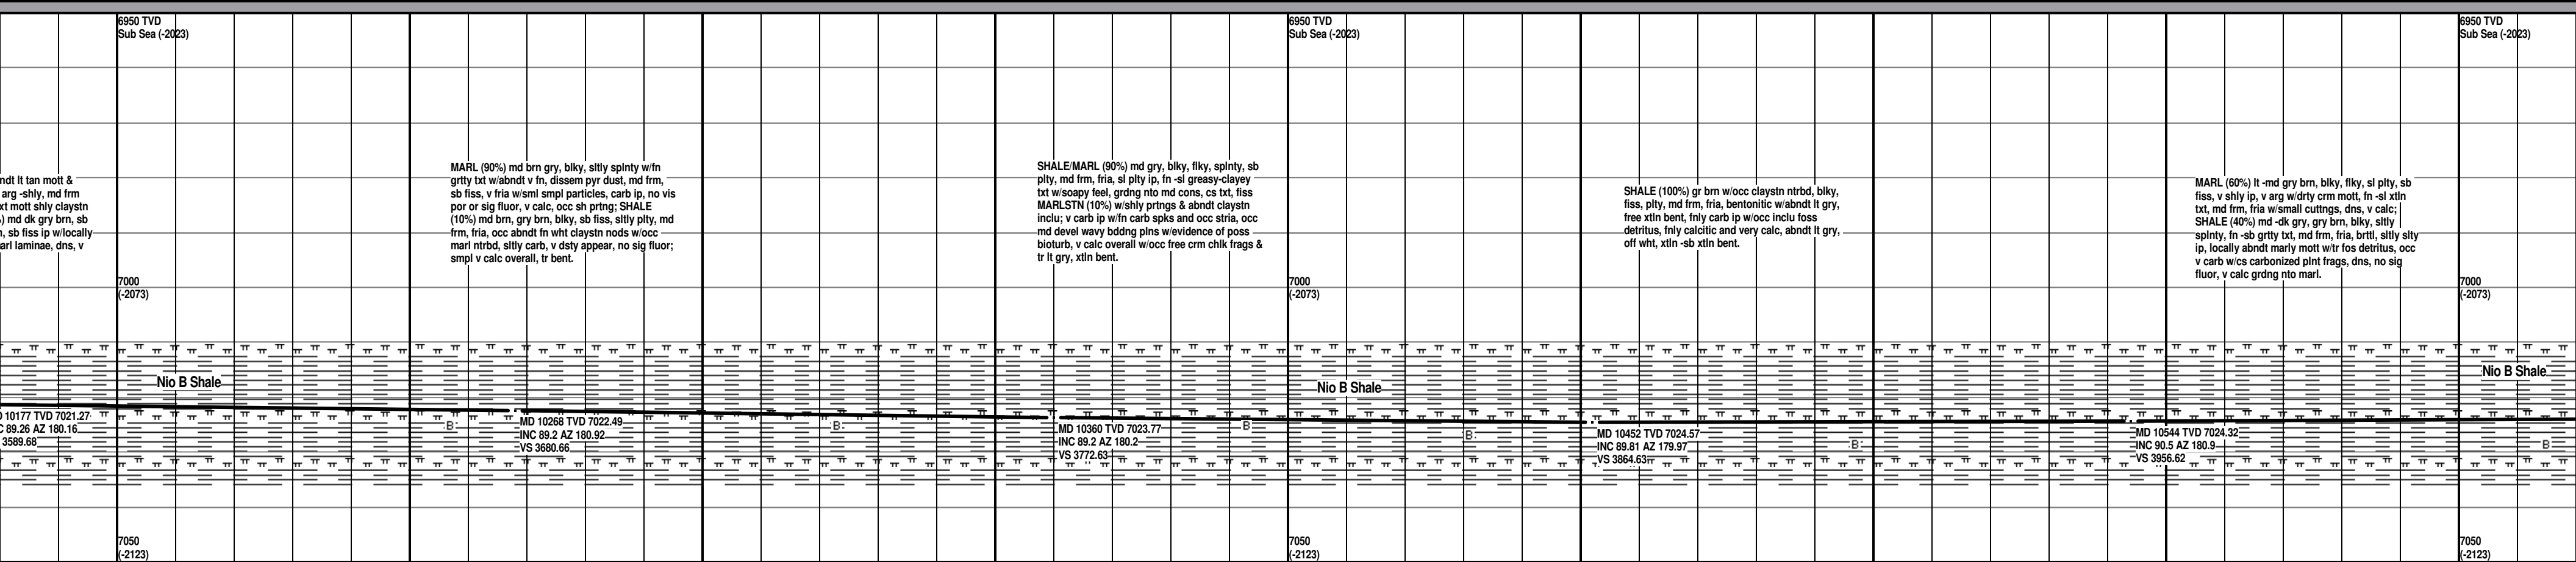 6950 TVD
Sub Sea (-2023)
6950 TVD
Sub Sea (-2023)
6950 TVD
Sub Sea (-2023)
ndt lt tan mott &
arg -shly, md frm
xt mott shly claystn
) md dk gry brn, sb
n, sb fiss ip w/locally
arl laminae, dns, v
MARL (90%) md brn gry, blky, sltly splnty w/fn
grtty txt w/abndt v fn, dissem pyr dust, md frm,
sb fiss, v fria w/sml smpl particles, carb ip, no vis
por or sig fluor, v calc, occ sh prtng; SHALE
(10%) md brn, gry brn, blky, sb fiss, sltly plty, md
frm, fria, occ abndt fn wht claystn nods w/occ
marl ntrbd, sltly carb, v dsty appear, no sig fluor;
smpl v calc overall, tr bent.
SHALE/MARL (90%) md gry, blky, flky, splnty, sb
plty, md frm, fria, sl plty ip, fn -sl greasy-clayey
txt w/soapy feel, grdng nto md cons, cs txt, fiss
MARLSTN (10%) w/shly prtngs & abndt claystn
inclu; v carb ip w/fn carb spks and occ stria, occ
md devel wavy bddng plns w/evidence of poss
bioturb, v calc overall w/occ free crm chlk frags &
tr lt gry, xtln bent.
SHALE (100%) gr brn w/occ claystn ntrbd, blky,
fiss, plty, md frm, fria, bentonitic w/abndt lt gry,
free xtln bent, fnly carb ip w/occ inclu foss
detritus, fnly calcitic and very calc, abndt lt gry,
off wht, xtln -sb xtln bent.
MARL (60%) lt -md gry brn, blky, flky, sl plty, sb
fiss, v shly ip, v arg w/drty crm mott, fn -sl xtln
txt, md frm, fria w/small cuttngs, dns, v calc;
SHALE (40%) md -dk gry, gry brn, blky, sltly
splnty, fn -sb grtty txt, md frm, fria, brttl, sltly slty
ip, locally abndt marly mott w/tr fos detritus, occ
v carb w/cs carbonized plnt frags, dns, no sig
fluor, v calc grdng nto marl.
7000
(-2073)
7000
(-2073)
7000
(-2073)
Nio B Shale
Nio B Shale
Nio B Shale
D 10177 TVD 7021.27
C 89.26 AZ 180.16
3589.68
B
MD 10268 TVD 7022.49
INC 89.2 AZ 180.92
VS 3680.66
B
MD 10360 TVD 7023.77
INC 89.2 AZ 180.2
VS 3772.63
B
B
MD 10452 TVD 7024.57
INC 89.81 AZ 179.97
VS 3864.63
B
MD 10544 TVD 7024.32
INC 90.5 AZ 180.9
VS 3956.62
B
7050
(-2123)
7050
(-2123)
7050
(-2123)